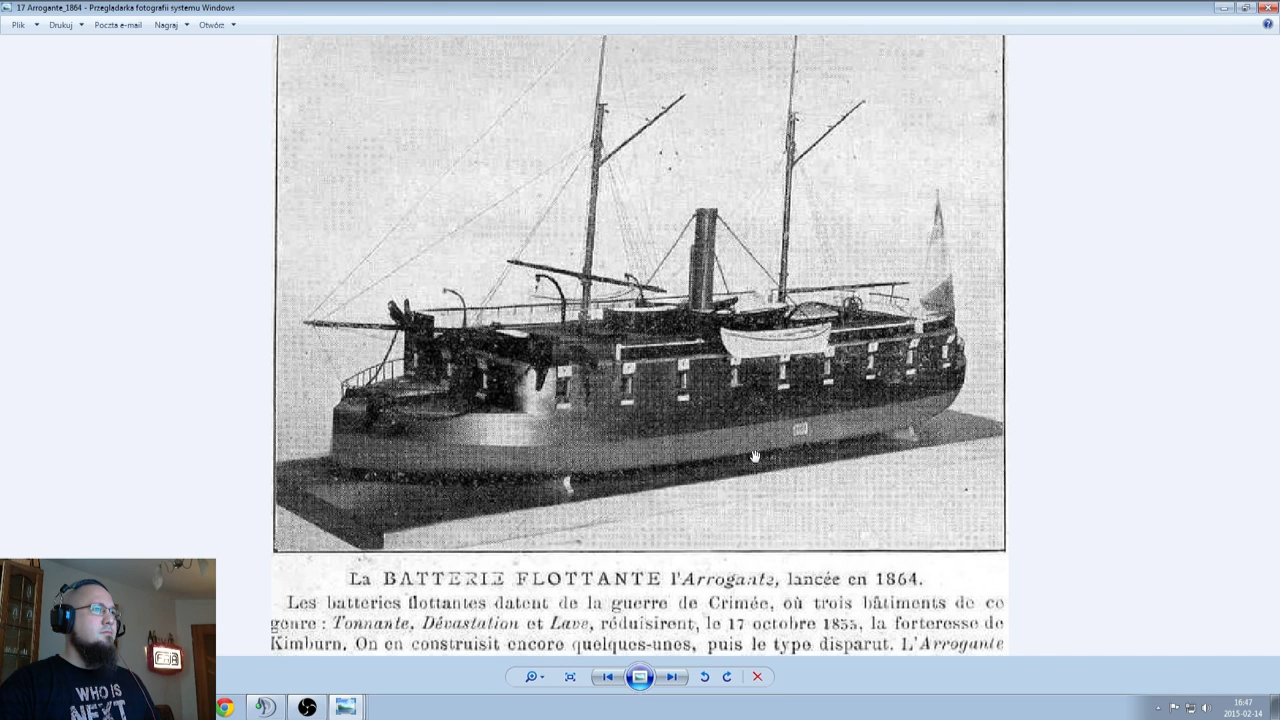 17 Arrogante_1864 - Przeglądarka fotografii systemu Windows
Plik Drukuj Poczta e-mail Nagraj Otwórz
La BATTERIE FLOTTANTE l'Arrogante, lancée en 1864.
Les batteries flottantes datent de la guerre de Crimée, où trois bâtiments de ce
genre : Tonnante, Dévastation et Lave, réduisirent, le 17 octobre 1855, la forteresse de
Kimburn. On en construisit encore quelques-unes, puis le type disparut. L'Arrogante
WHO IS
NEXT
16:47
2015-02-14